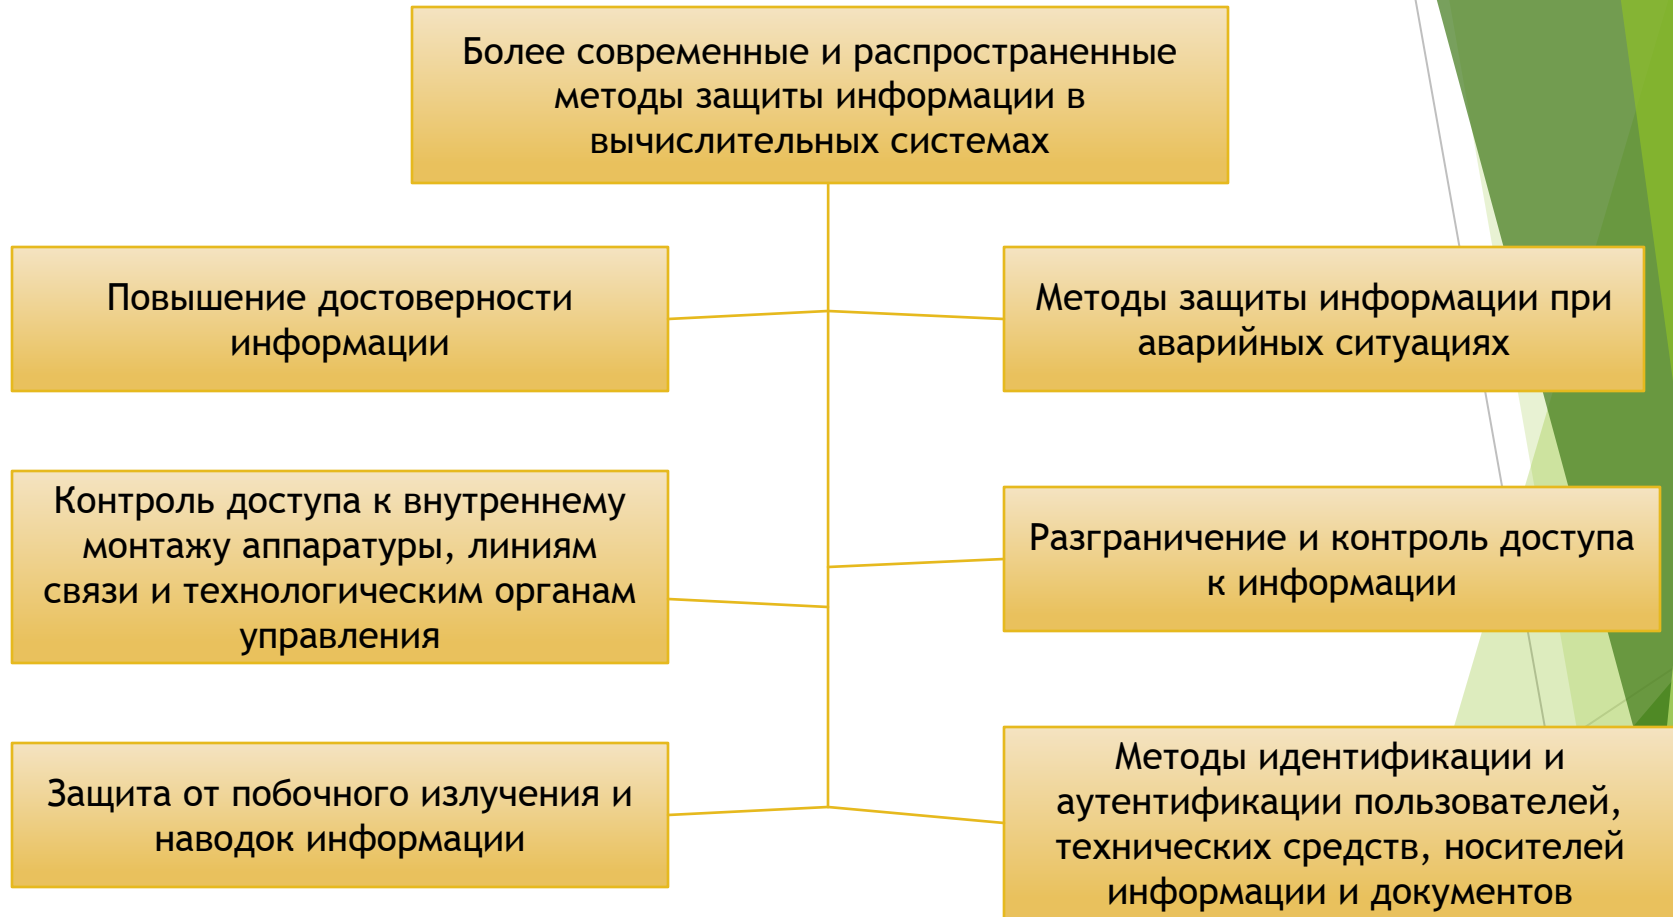 Более современные и распространенные
методы защиты информации в
вычислительных системах
Повышение достоверности
информации
Методы защиты информации при
аварийных ситуациях
Контроль доступа к внутреннему
монтажу аппаратуры, линиям
связи и технологическим органам
управления
Разграничение и контроль доступа
к информации
Защита от побочного излучения и
наводок информации
Методы идентификации и
аутентификации пользователей,
технических средств, носителей
информации и документов